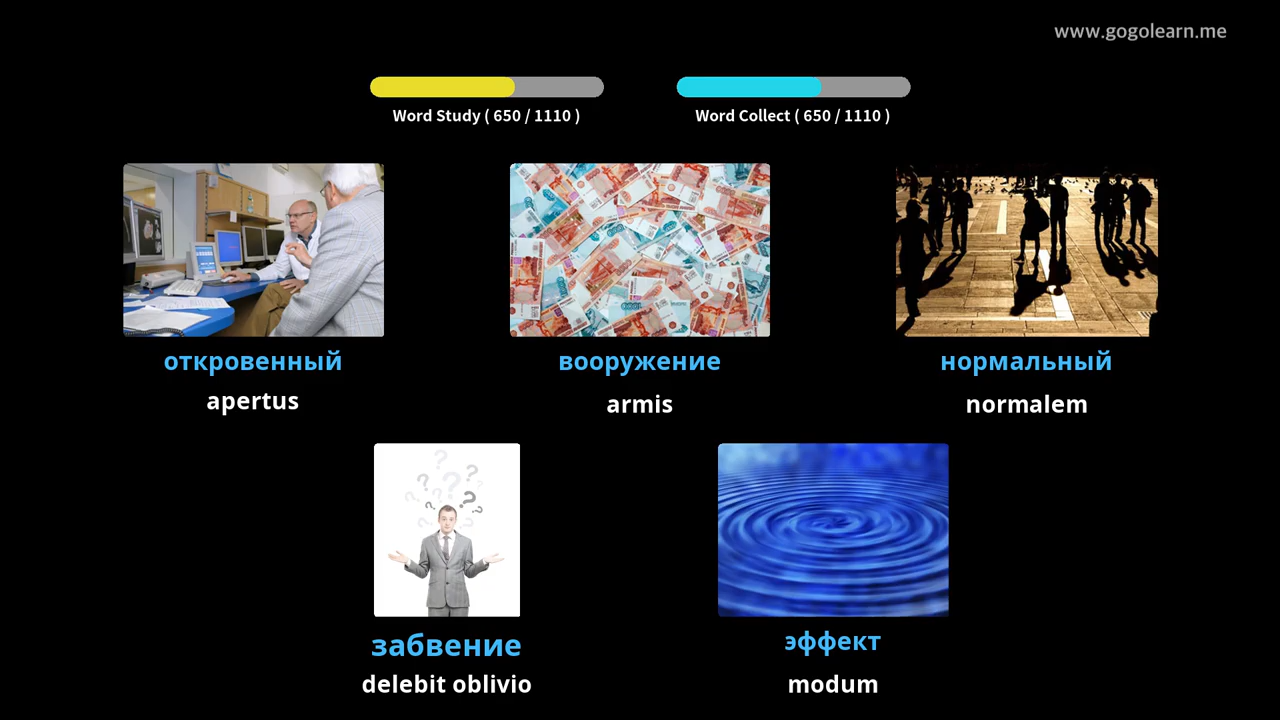 www.gogolearn.me
Word Study ( 650 / 1110 )
Word Collect ( 650 / 1110 )
откровенный
вооружение
нормальный
apertus
armis
normalem
забвение
эффект
delebit oblivio
modum